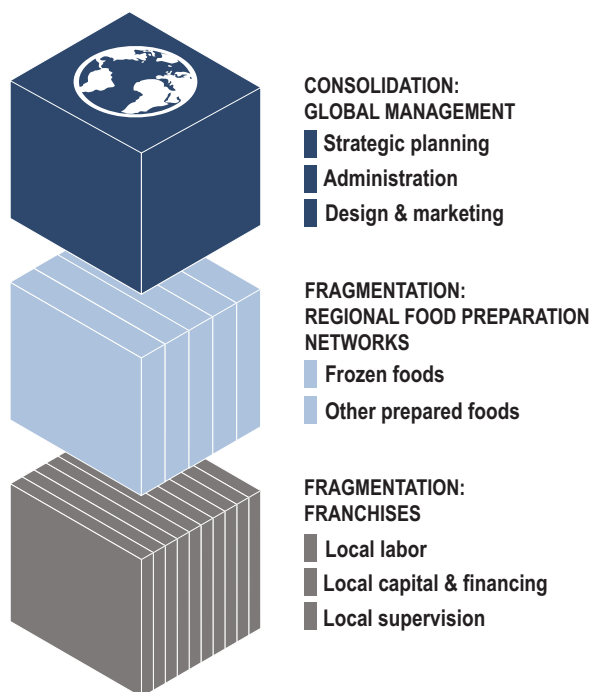 CONSOLIDATION:
GLOBAL MANAGEMENT
Strategic planning
Administration
Design & marketing
FRAGMENTATION:
REGIONAL FOOD PREPARATION
NETWORKS
Frozen foods
Other prepared foods
FRAGMENTATION:
FRANCHISES
Local labor
Local capital & financing
Local supervision